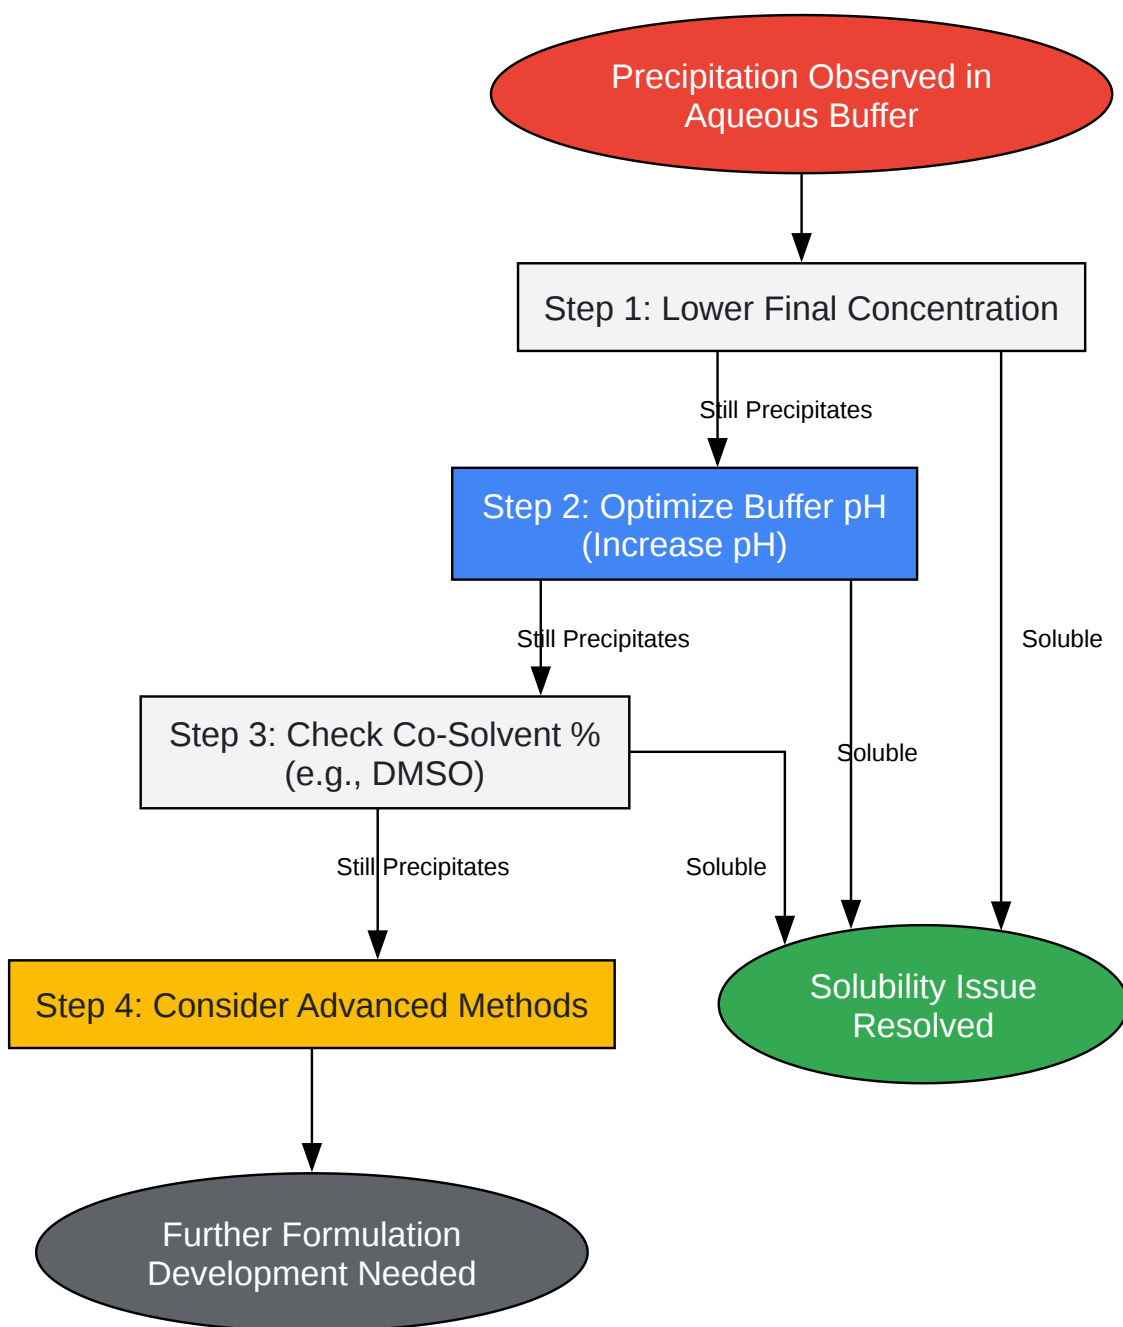 Precipitation Observed in
Aqueous Buffer
Step 1: Lower Final Concentration
Still Precipitates
Step 2: Optimize Buffer pH
(Increase pH)
Still Precipitates
Soluble
Step 3: Check Co-Solvent %
(e.g., DMSO)
Soluble
Still Precipitates
Soluble
Step 4: Consider Advanced Methods
Solubility Issue
Resolved
Further Formulation
Development Needed